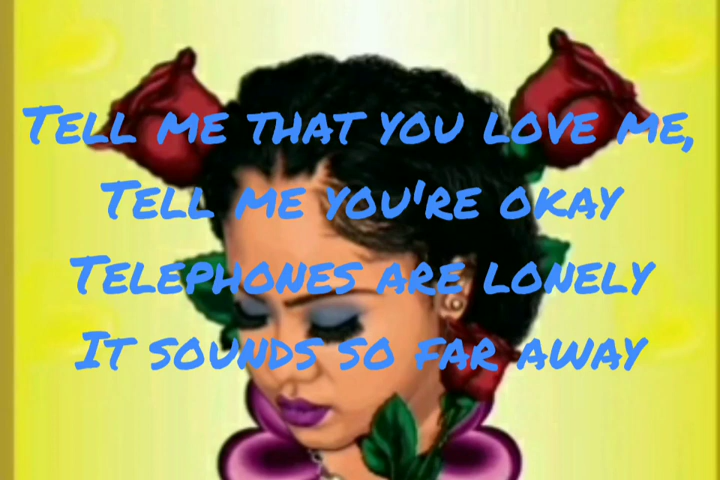 Tell me that you love me,
Tell me you're okay
Telephones are lonely
It sounds so far away